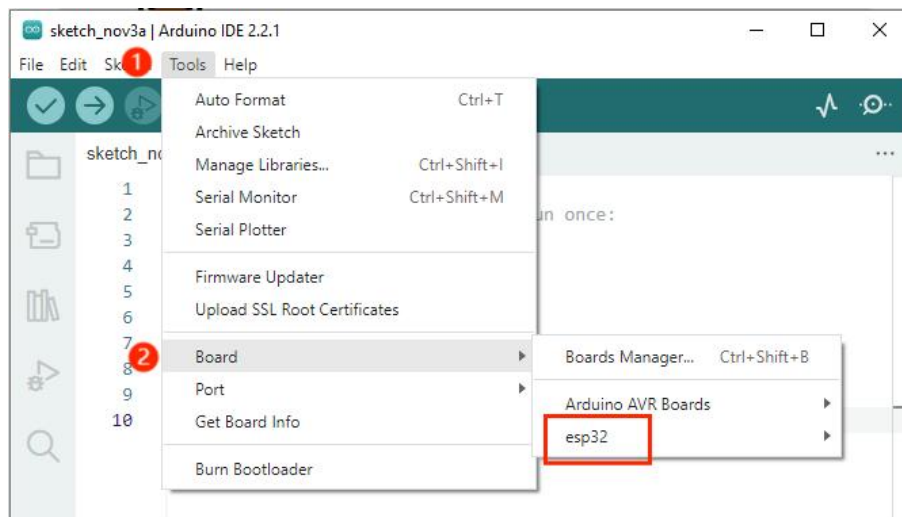 sketch_nov3a | Arduino IDE 2.2.1
File Edit Sk 1 Tools Help
Auto Format Ctrl+T
Archive Sketch
sketch_no
Manage Libraries... Ctrl+Shift+I
1
Serial Monitor Ctrl+Shift+M
2 un once:
Serial Plotter
3
4
Firmware Updater
5
Upload SSL Root Certificates
6
7
2 Board
Boards Manager... Ctrl+Shift+B
8
Port
9
Arduino AVR Boards
10
Get Board Info
esp32
Burn Bootloader